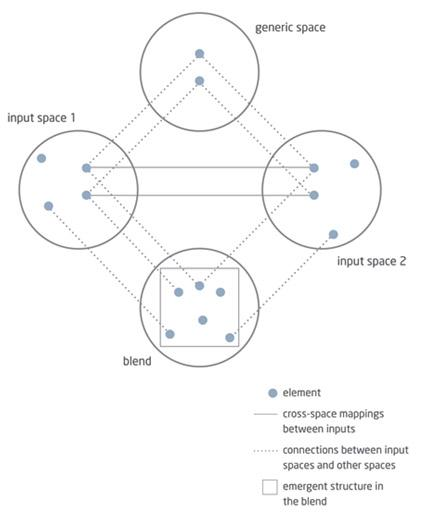 generic space
input space 1
input space 2
blend
element
cross-space mappings
between inputs
connections between input
spaces and other spaces
emergent structure in
the blend